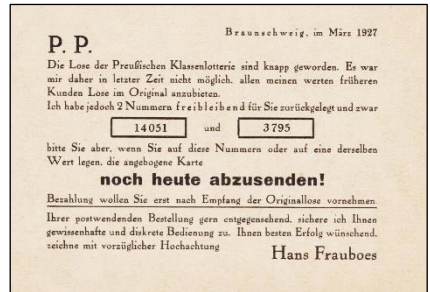 Braunschweig, im März 1927
P. P.
Die Lose der Preußischen Klassenlotterie sind knapp geworden. Es war
mir daher in letzter Zeit nicht möglich, allen meinen werten früheren
Kunden Lose im Original anzubieten.
Ich habe jedoch 2 Nummern freibleibend für Sie zurückgelegt und zwar
14051 und 3795
bitte Sie aber, wenn Sie auf diese Nummern oder auf eine derselben
Wert legen, die angebogene Karte
noch heute abzusenden!
Bezahlung wollen Sie erst nach Empfang der Originallose vornehmen.
Ihrer postwendenden Bestellung gern entgegensehend, sichere ich Ihnen
gewissenhafte und diskrete Bedienung zu. Ihnen besten Erfolg wünschend,
zeichne mit vorzüglicher Hochachtung
Hans Frauboes